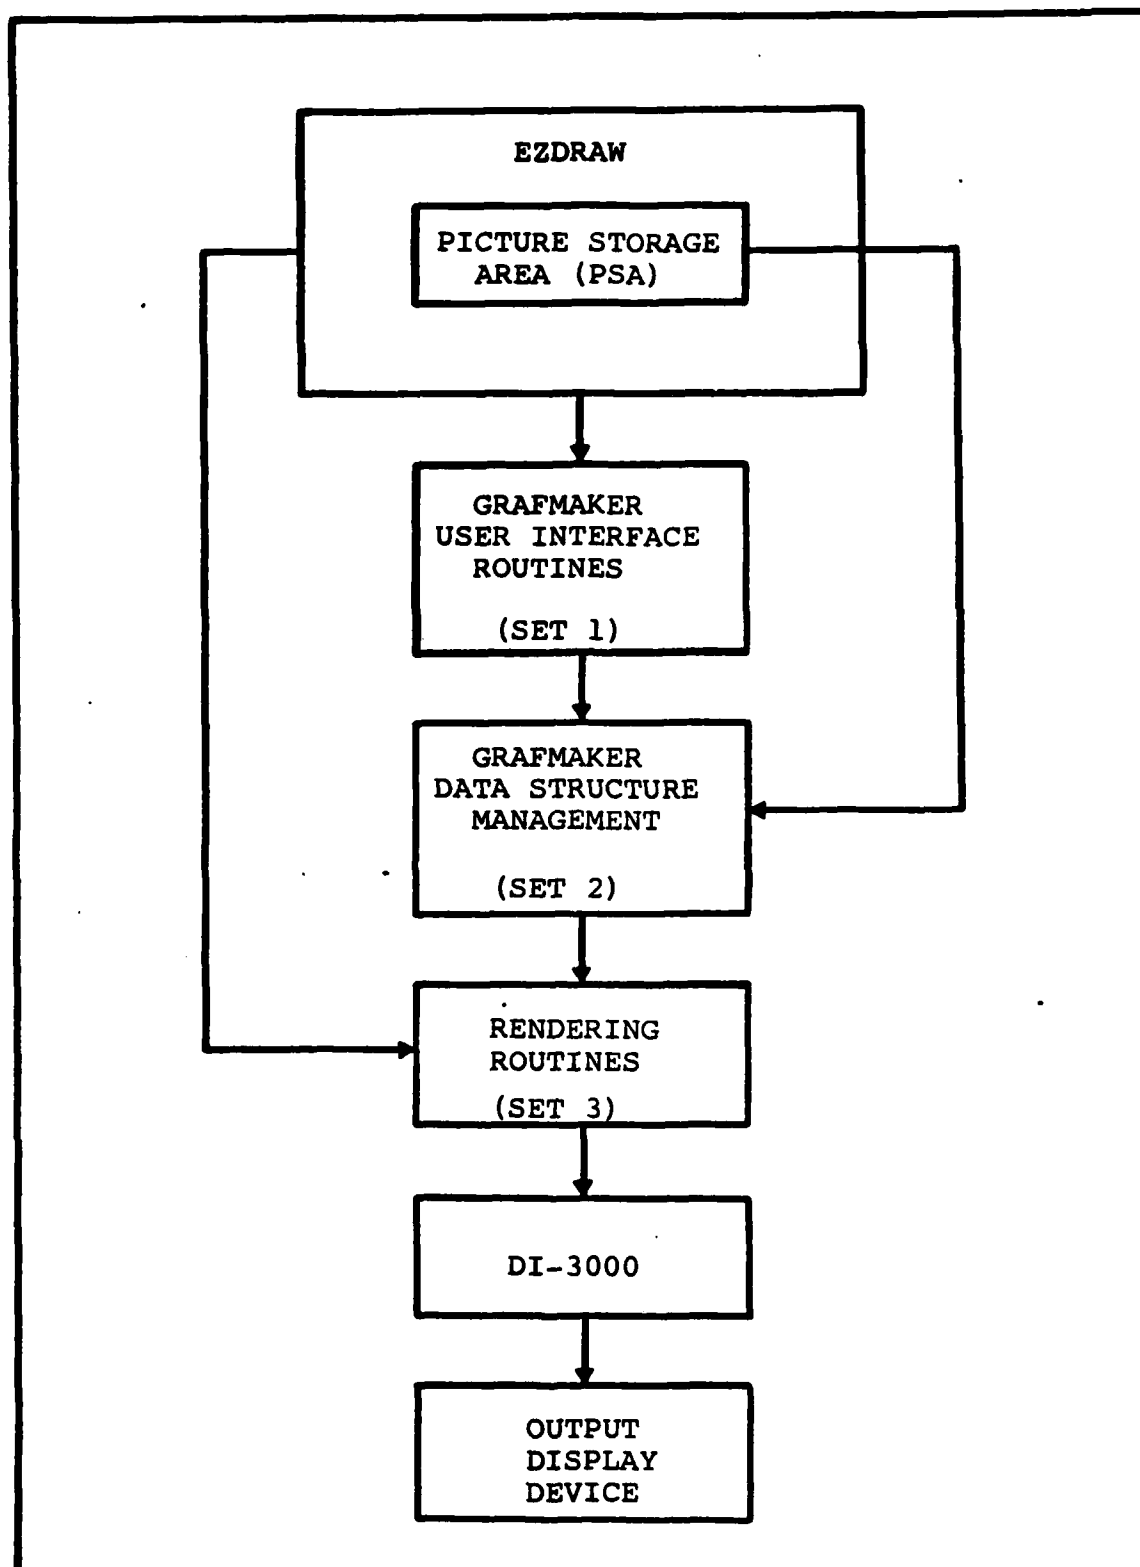 EZDRAW
PICTURE STORAGE
AREA (PSA)
GRAFMAKER
USER INTERFACE
ROUTINES
(SET 1)
GRAFMAKER
DATA STRUCTURE
MANAGEMENT
(SET 2)
RENDERING
ROUTINES
(SET 3)
DI-3000
OUTPUT
DISPLAY
DEVICE